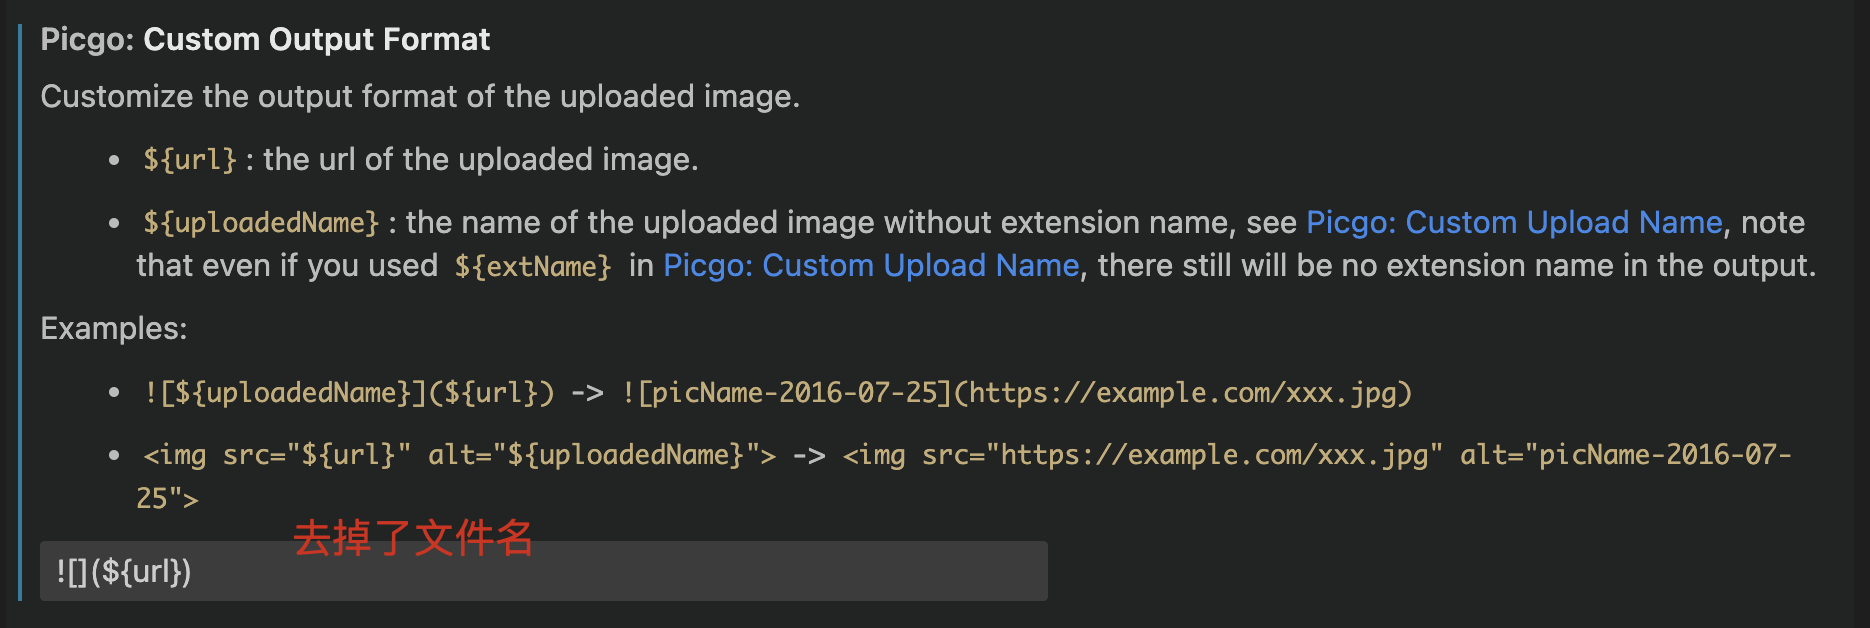 Picgo: Custom Output Format
Customize the output format of the uploaded image.
• ${url} : the url of the uploaded image.
• ${uploadedName} : the name of the uploaded image without extension name, see Picgo: Custom Upload Name, note
that even if you used ${extName} in Picgo: Custom Upload Name, there still will be no extension name in the output.
Examples:
• ![${uploadedName}](${url}) -> ![picName-2016-07-25](https://example.com/xxx.jpg)
• <img src="${url}" alt="${uploadedName}"> -> <img src="https://example.com/xxx.jpg" alt="picName-2016-07-
25">
去掉了文件名
![](${url})